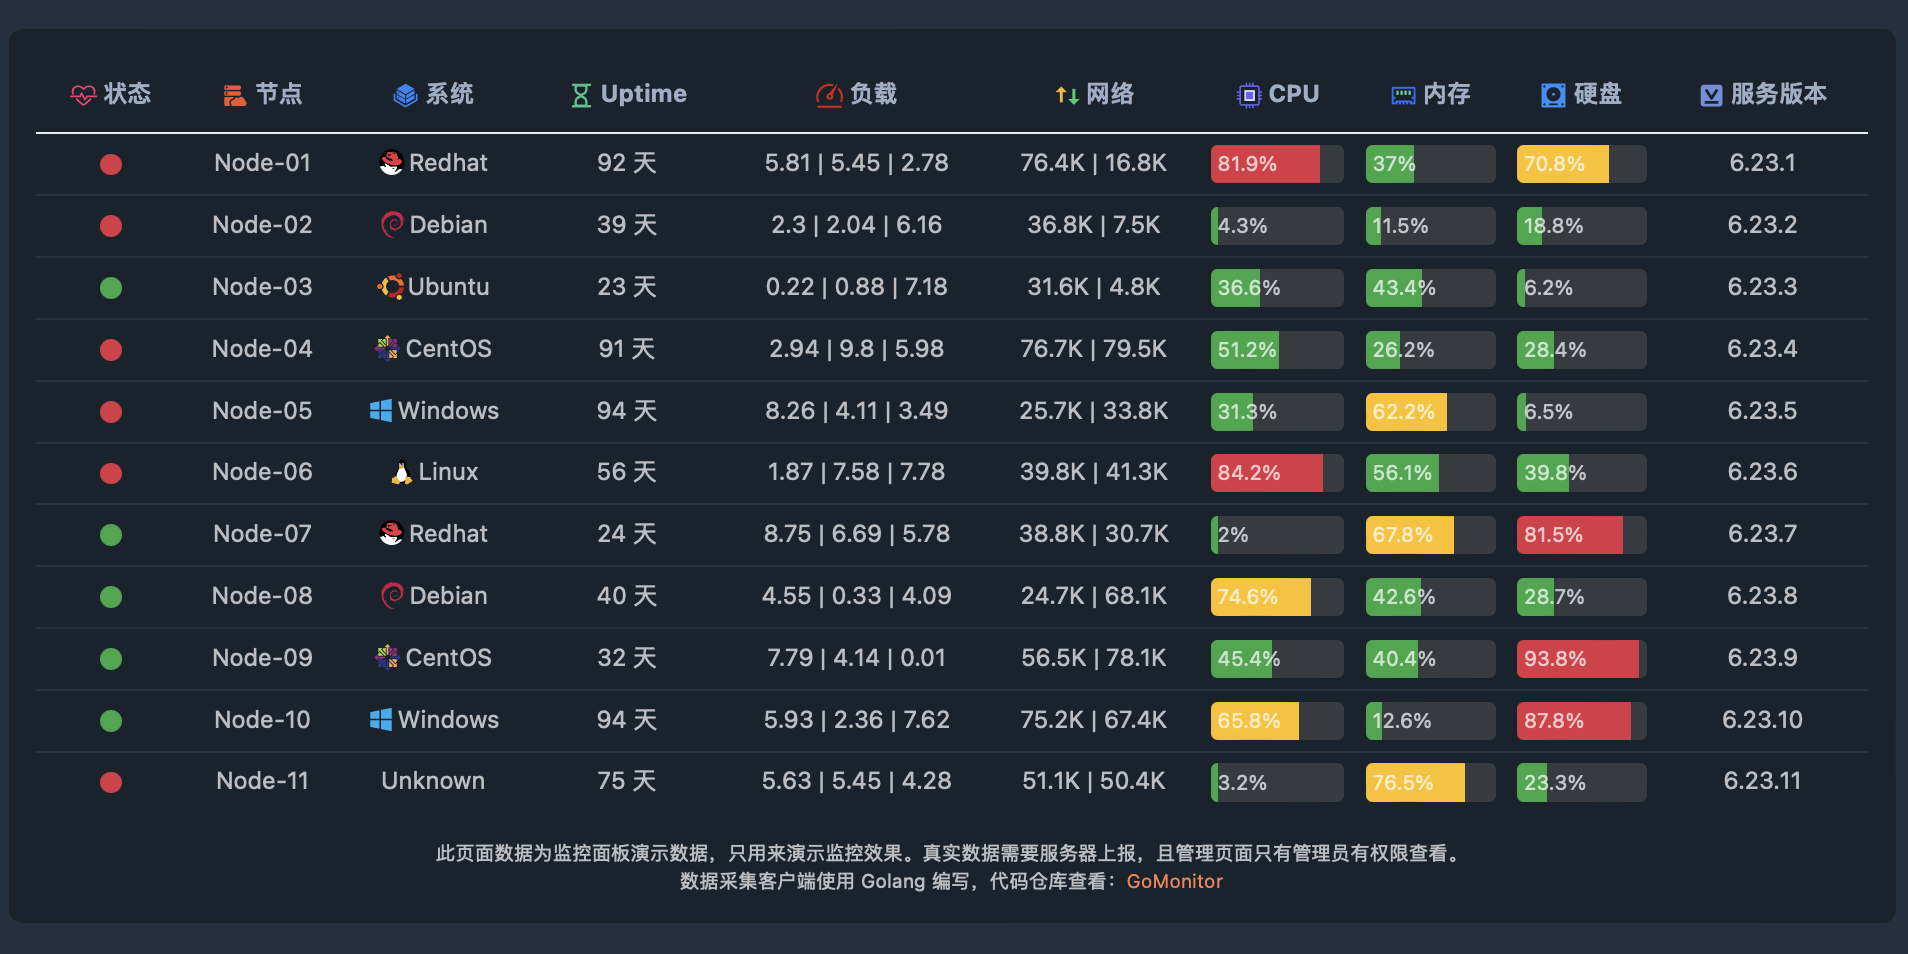 状态 节点 系统 Uptime 负载 网络 CPU 内存 硬盘 服务版本
Node-01 Redhat 92 天 5.81 | 5.45 | 2.78 76.4K | 16.8K 81.9% 37% 70.8% 6.23.1
Node-02 Debian 39 天 2.3 | 2.04 | 6.16 36.8K | 7.5K 4.3% 11.5% 18.8% 6.23.2
Node-03 Ubuntu 23 天 0.22 | 0.88 | 7.18 31.6K | 4.8K 36.6% 43.4% 6.2% 6.23.3
Node-04 CentOS 91 天 2.94 | 9.8 | 5.98 76.7K | 79.5K 51.2% 26.2% 28.4% 6.23.4
Node-05 Windows 94 天 8.26 | 4.11 | 3.49 25.7K | 33.8K 31.3% 62.2% 6.5% 6.23.5
Node-06 Linux 56 天 1.87 | 7.58 | 7.78 39.8K | 41.3K 84.2% 56.1% 39.8% 6.23.6
Node-07 Redhat 24 天 8.75 | 6.69 | 5.78 38.8K | 30.7K 2% 67.8% 81.5% 6.23.7
Node-08 Debian 40 天 4.55 | 0.33 | 4.09 24.7K | 68.1K 74.6% 42.6% 28.7% 6.23.8
Node-09 CentOS 32 天 7.79 | 4.14 | 0.01 56.5K | 78.1K 45.4% 40.4% 93.8% 6.23.9
Node-10 Windows 94 天 5.93 | 2.36 | 7.62 75.2K | 67.4K 65.8% 12.6% 87.8% 6.23.10
Node-11 Unknown 75 天 5.63 | 5.45 | 4.28 51.1K | 50.4K 3.2% 76.5% 23.3% 6.23.11
此页面数据为监控面板演示数据，只用来演示监控效果。真实数据需要服务器上报，且管理页面只有管理员有权限查看。
数据采集客户端使用 Golang 编写，代码仓库查看：GoMonitor